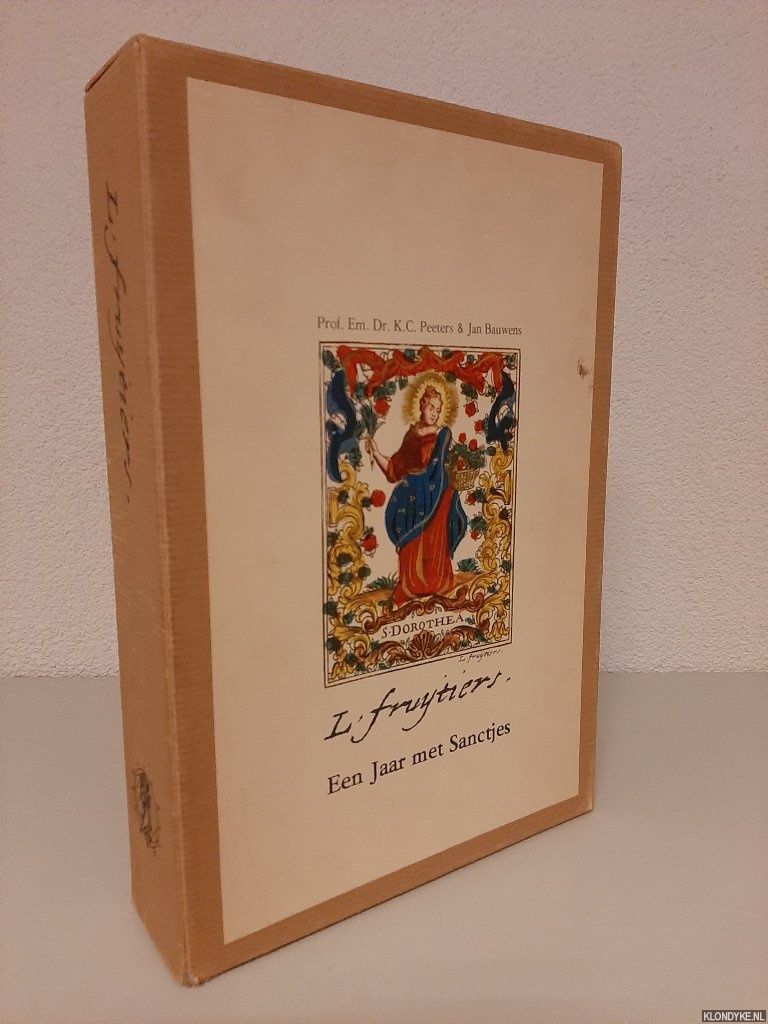 L. fruytiers.
Prof. Em. Dr. K.C. Peeters & Jan Bauwens
S·DOROTHEA
L. fruytiers.
L. fruytiers.
Een Jaar met Sanctjes
KLONDYKE.NL